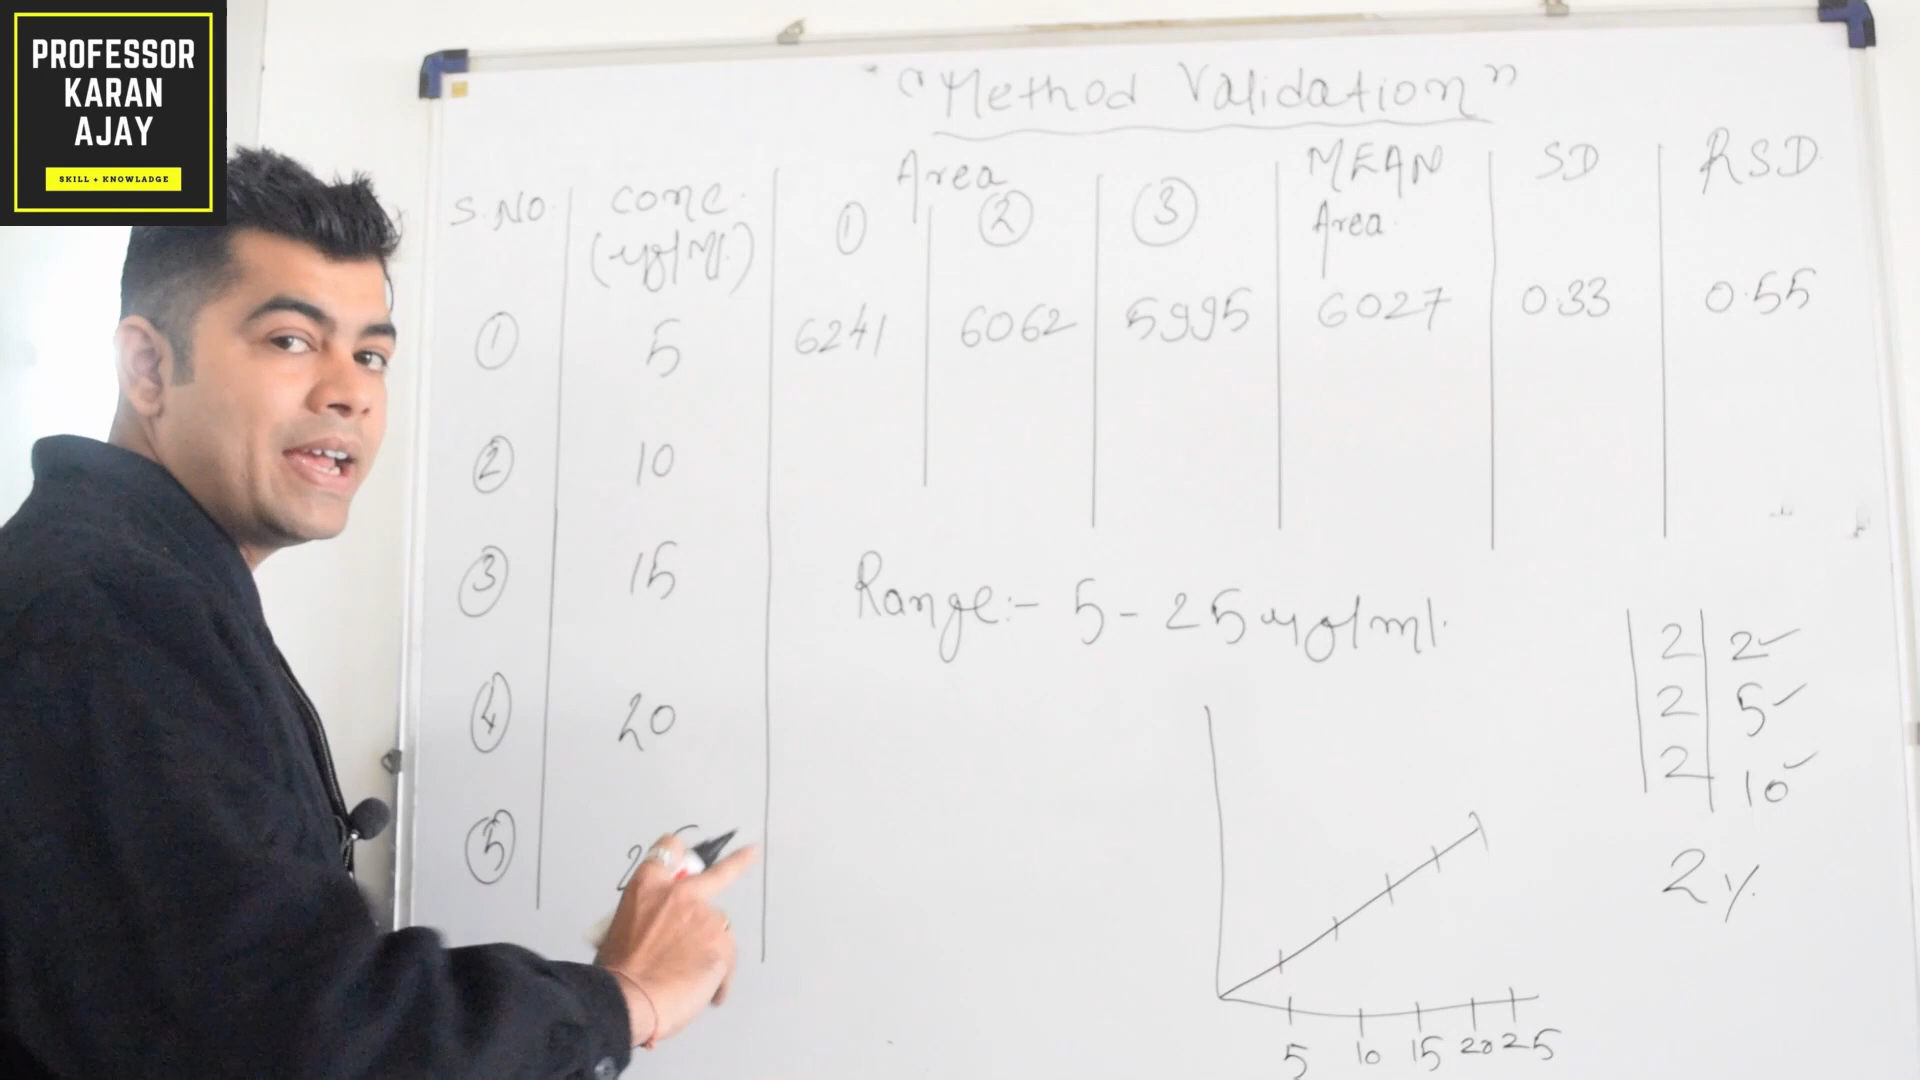 PROFESSOR
KARAN
AJAY
SKILL + KNOWLADGE
"Method Validation"
S.NO. conc. (µg/Ml.) Area ① ② ③ MEAN Area SD RSD
① 5 6241 6062 5995 6027 0.33 0.55
② 10
③ 15
④ 20
⑤
Range:- 5-25 µg/ml.
2 2
2 5
2 10
2%
5 10 15 20 25